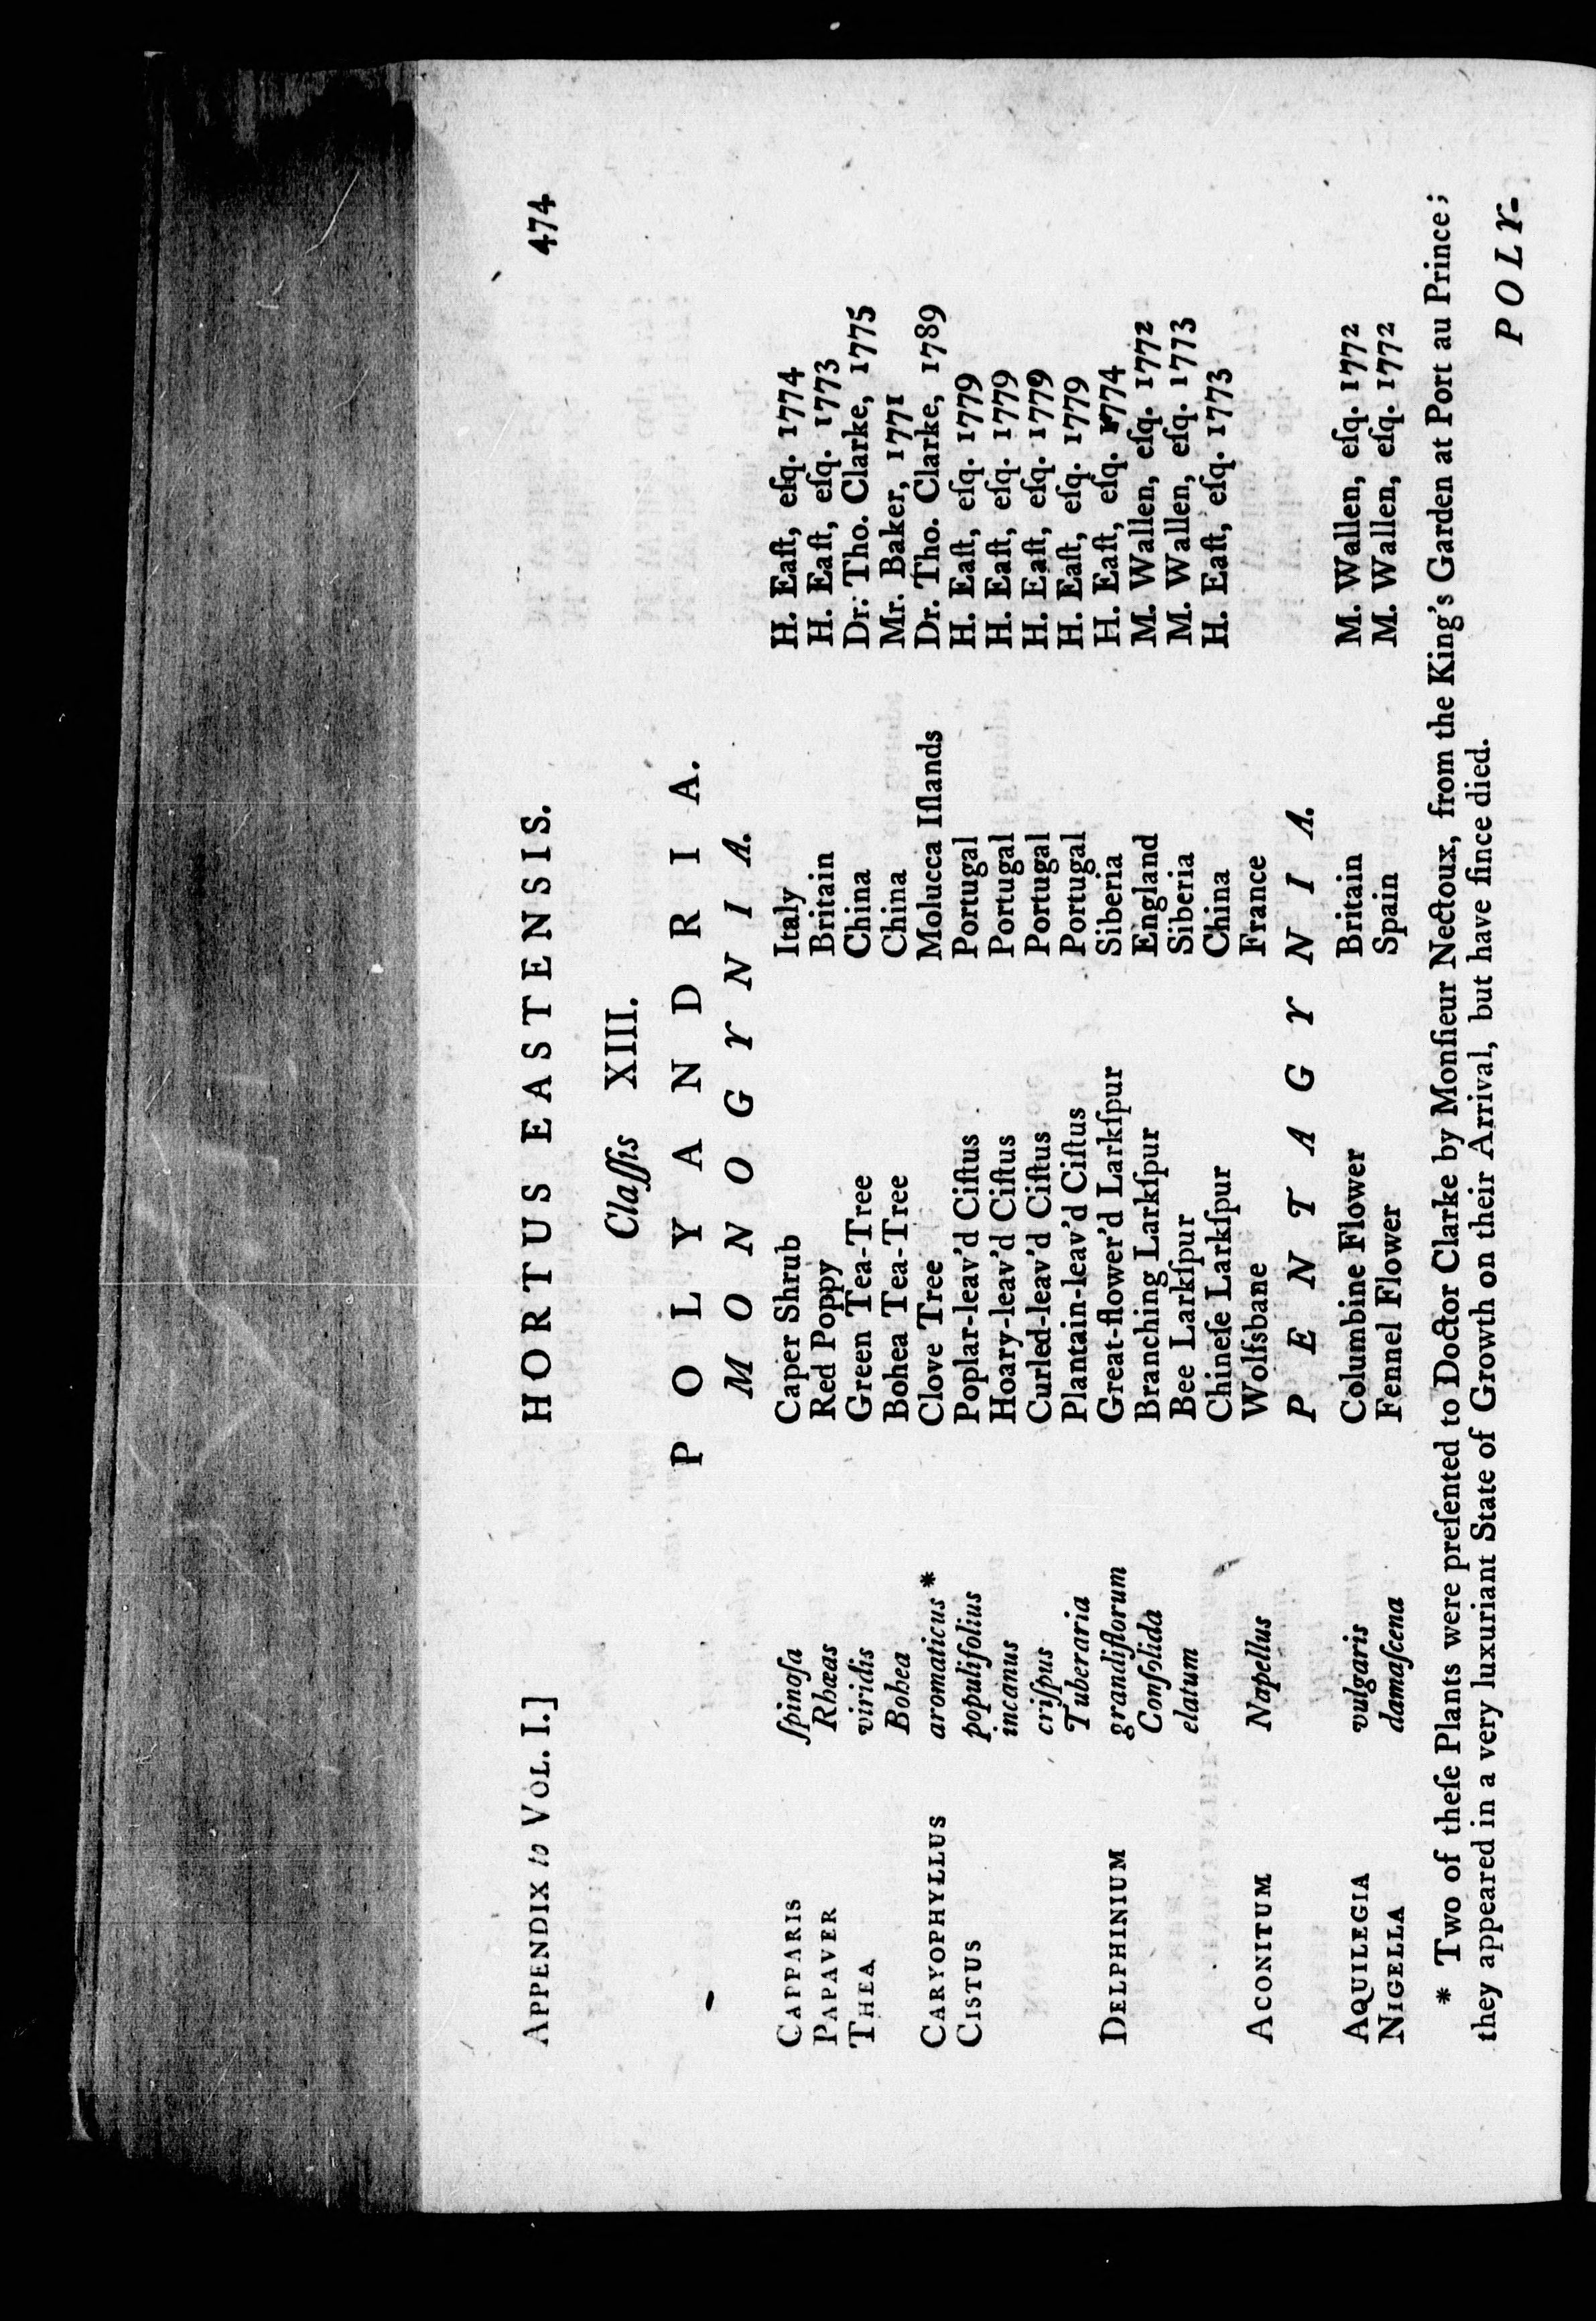 APPENDIX to VOL. I.] HORTUS EASTENSIS. 474
Claſſis XIII.
POLYANDRIA.
MONOGYNIA.
CAPPARIS ſpinoſa Caper Shrub Italy H. Eaſt, eſq. 1774
PAPAVER Rhœas Red Poppy Britain H. Eaſt, eſq. 1773
THEA viridis Green Tea-Tree China Dr. Tho. Clarke, 1775
Bohea Bohea Tea-Tree China Mr. Baker, 1771
CARYOPHYLLUS aromaticus * Clove Tree Molucca Iſlands Dr. Tho. Clarke, 1789
CISTUS populifolius Poplar-leav'd Ciſtus Portugal H. Eaſt, eſq. 1779
incanus Hoary-leav'd Ciſtus Portugal H. Eaſt, eſq. 1779
criſpus Curled-leav'd Ciſtus Portugal H. Eaſt, eſq. 1779
Tuberaria Plantain-leav'd Ciſtus Portugal H. Eaſt, eſq. 1779
DELPHINIUM grandiflorum Great-flower'd Larkſpur Siberia H. Eaſt, eſq. 1774
Conſolida Branching Larkſpur England M. Wallen, eſq. 1772
elatum Bee Larkſpur Siberia M. Wallen, eſq. 1773
Chineſe Larkſpur China H. Eaſt, eſq. 1773
ACONITUM Napellus Wolfsbane France
PENTAGYNIA.
AQUILEGIA vulgaris Columbine Flower Britain M. Wallen, eſq. 1772
NIGELLA damaſcena Fennel Flower Spain M. Wallen, eſq. 1772
* Two of theſe Plants were preſented to Doctor Clarke by Monſieur Nectoux, from the King's Garden at Port au Prince;
they appeared in a very luxuriant State of Growth on their Arrival, but have ſince died.
POLY-